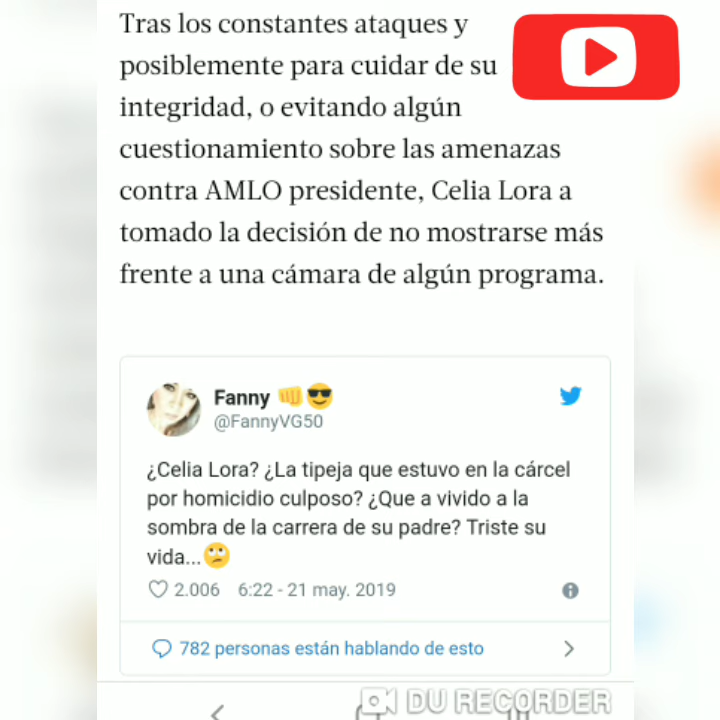 Tras los constantes ataques y
posiblemente para cuidar de su
integridad, o evitando algún
cuestionamiento sobre las amenazas
contra AMLO presidente, Celia Lora a
tomado la decisión de no mostrarse más
frente a una cámara de algún programa.
Fanny 👊😎
@FannyVG50
¿Celia Lora? ¿La tipeja que estuvo en la cárcel
por homicidio culposo? ¿Que a vivido a la
sombra de la carrera de su padre? Triste su
vida...🙄
2.006 6:22 - 21 may. 2019
782 personas están hablando de esto
DU RECORDER